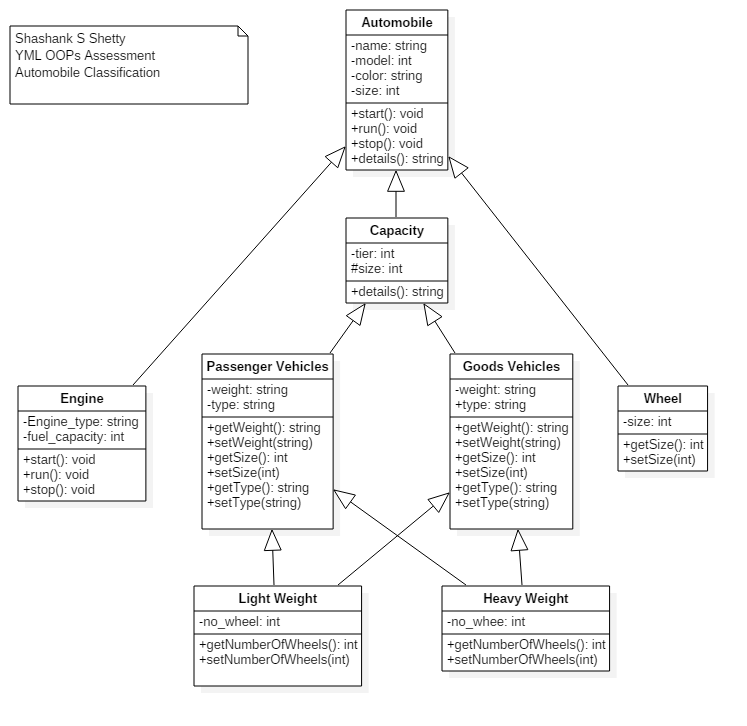 Shashank S Shetty
YML OOPs Assessment
Automobile Classification
Automobile
-name: string
-model: int
-color: string
-size: int
+start(): void
+run(): void
+stop(): void
+details(): string
Capacity
-tier: int
#size: int
+details(): string
Engine
-Engine_type: string
-fuel_capacity: int
+start(): void
+run(): void
+stop(): void
Passenger Vehicles
-weight: string
-type: string
+getWeight(): string
+setWeight(string)
+getSize(): int
+setSize(int)
+getType(): string
+setType(string)
Goods Vehicles
-weight: string
+type: string
+getWeight(): string
+setWeight(string)
+getSize(): int
+setSize(int)
+getType(): string
+setType(string)
Wheel
-size: int
+getSize(): int
+setSize(int)
Light Weight
-no_wheel: int
+getNumberOfWheels(): int
+setNumberOfWheels(int)
Heavy Weight
-no_whee: int
+getNumberOfWheels(): int
+setNumberOfWheels(int)